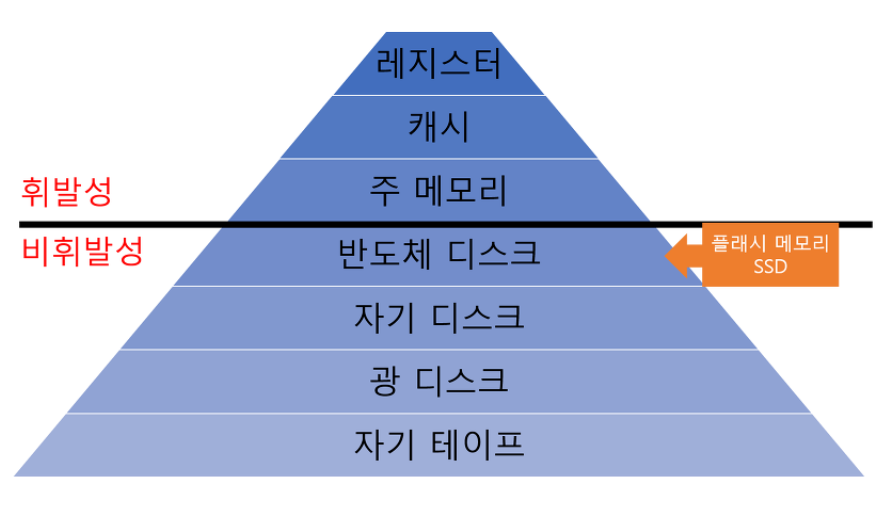 레지스터
캐시
휘발성
주 메모리
비휘발성
반도체 디스크
플래시 메모리
SSD
자기 디스크
광 디스크
자기 테이프